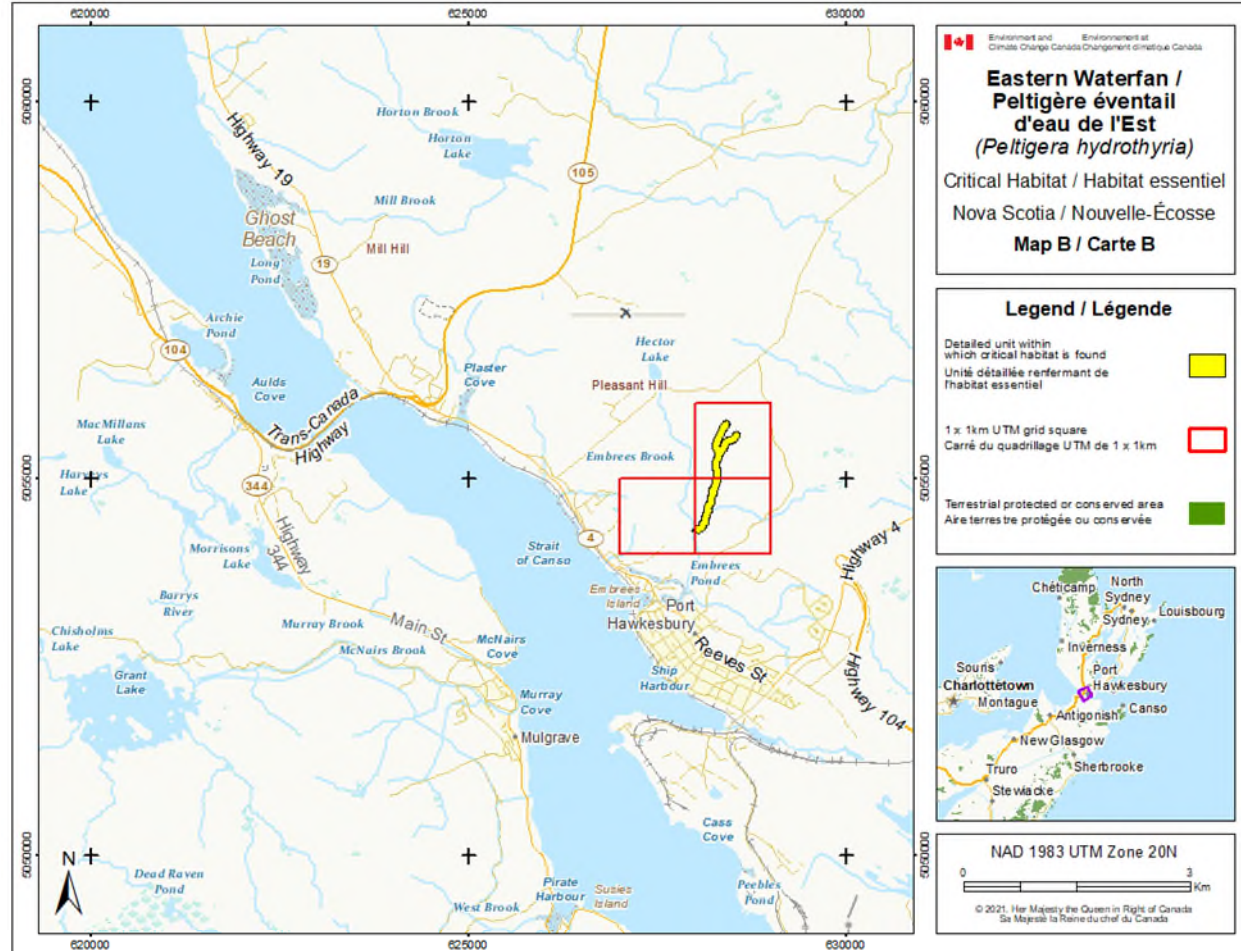 620000
625000
630000
5060000
5055000
5050000
5060000
5055000
5050000
Horton Brook
Horton
Lake
Highway 19
105
Mill Brook
Ghost
Beach
Mill Hill
19
Long
Pond
Archie
Pond
104
Hector
Lake
Plaster
Cove
Pleasant Hill
Aulds
Cove
Trans-Canada
Highway
MacMillans
Lake
Embrees Brook
Harveys
Lake
344
Highway
344
4
Strait
of Canso
Highway 4
Morrisons
Lake
Embrees
Pond
Embrees
Island
Port
Hawkesbury
Barrys
River
Murray Brook
Main St
Chisholms
Lake
McNairs
Cove
McNairs Brook
Reeves St
Highway 104
Grant
Lake
Ship
Harbour
Murray
Cove
Mulgrave
Cass
Cove
N
Dead Raven
Pond
Pirate
Harbour
Susies
Island
West Brook
Peebles
Pond
620000
625000
630000
Environment and
Climate Change Canada
Environnement et
Changement climatique Canada
Eastern Waterfan /
Peltigère éventail
d'eau de l'Est
(Peltigera hydrothyria)
Critical Habitat / Habitat essentiel
Nova Scotia / Nouvelle-Écosse
Map B / Carte B
Legend / Légende
Detailed unit within
which critical habitat is found
Unité détaillée renfermant de
l'habitat essentiel
1 x 1km UTM grid square
Carré du quadrillage UTM de 1 x 1km
Terrestrial protected or conserved area
Aire terrestre protégée ou conservée
Chéticamp
North
Sydney
Sydney
Louisbourg
Inverness
Souris
Port
Hawkesbury
Charlottetown
Montague
Antigonish
Canso
New Glasgow
Sherbrooke
Truro
Stewiacke
NAD 1983 UTM Zone 20N
0
3
Km
© 2021. Her Majesty the Queen in Right of Canada
Sa Majesté la Reine du chef du Canada